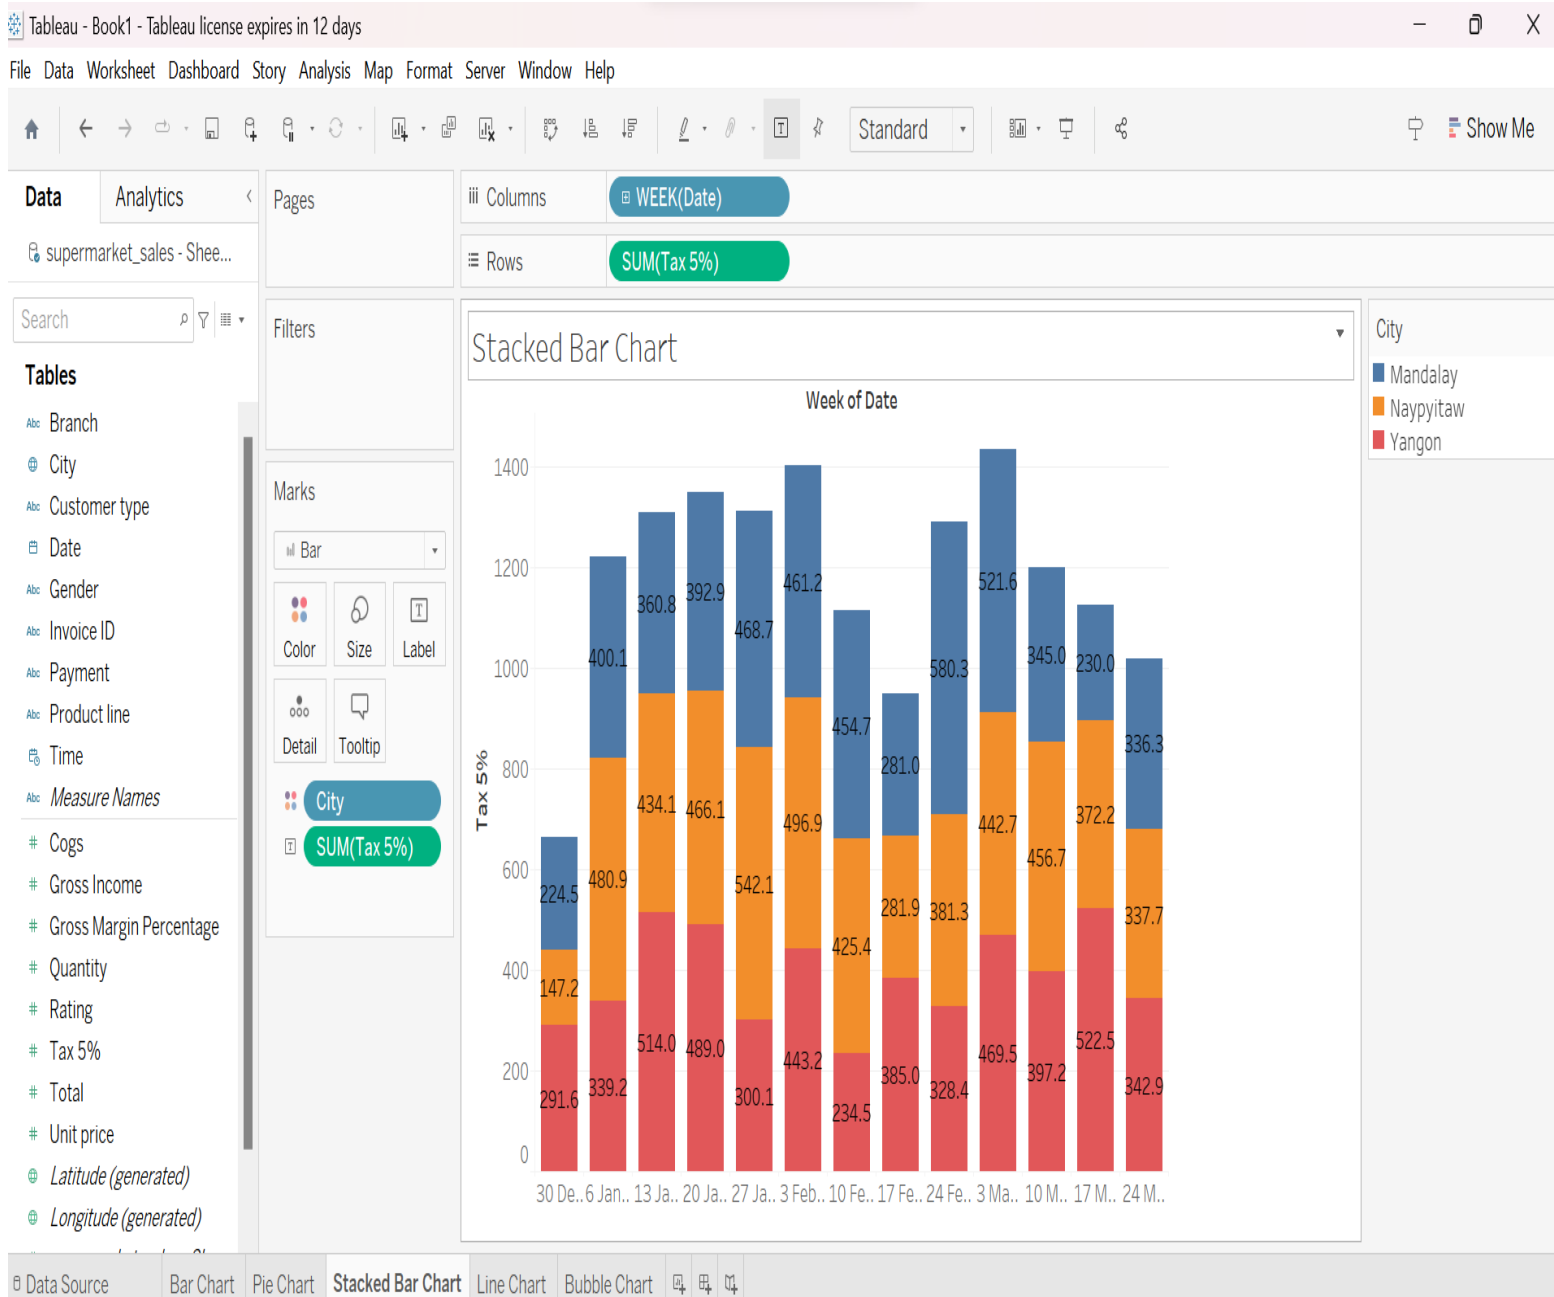 Tableau - Book1 - Tableau license expires in 12 days
File Data Worksheet Dashboard Story Analysis Map Format Server Window Help
Standard
Show Me
Data Analytics
supermarket_sales - Shee...
Search
Tables
Abc Branch
City
Abc Customer type
Date
Abc Gender
Abc Invoice ID
Abc Payment
Abc Product line
Time
Abc Measure Names
# Cogs
# Gross Income
# Gross Margin Percentage
# Quantity
# Rating
# Tax 5%
# Total
# Unit price
Latitude (generated)
Longitude (generated)
Pages
Filters
Marks
Bar
Color Size T Label
Detail Tooltip
City
T SUM(Tax 5%)
iii Columns WEEK(Date)
Rows SUM(Tax 5%)
Stacked Bar Chart
Week of Date
Tax 5%
1400
1200
1000
800
600
400
200
0
224.5 400.1 360.8 392.9 468.7 461.2 454.7 281.0 580.3 521.6 345.0 230.0 336.3
147.2 480.9 434.1 466.1 542.1 496.9 425.4 281.9 381.3 442.7 456.7 372.2 337.7
291.6 339.2 514.0 489.0 300.1 443.2 234.5 385.0 328.4 469.5 397.2 522.5 342.9
30 De.. 6 Jan.. 13 Ja.. 20 Ja.. 27 Ja.. 3 Feb.. 10 Fe.. 17 Fe.. 24 Fe.. 3 Ma.. 10 M.. 17 M.. 24 M..
City
Mandalay
Naypyitaw
Yangon
Data Source Bar Chart Pie Chart Stacked Bar Chart Line Chart Bubble Chart